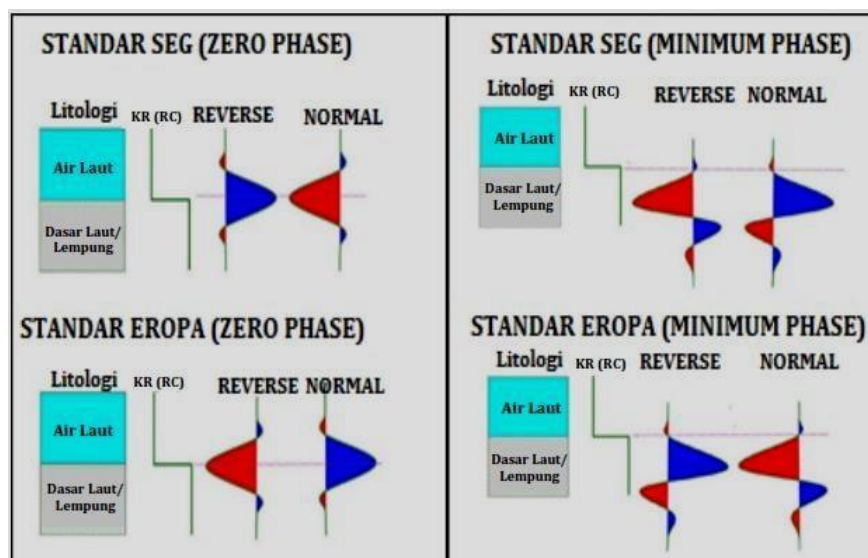 STANDAR SEG (ZERO PHASE)
Litologi
KR (RC)
REVERSE
NORMAL
Air Laut
Dasar Laut/
Lempung
STANDAR SEG (MINIMUM PHASE)
Litologi
KR (RC)
REVERSE
NORMAL
Air Laut
Dasar Laut/
Lempung
STANDAR EROPA (ZERO PHASE)
Litologi
KR (RC)
REVERSE
NORMAL
Air Laut
Dasar Laut/
Lempung
STANDAR EROPA (MINIMUM PHASE)
Litologi
KR (RC)
REVERSE
NORMAL
Air Laut
Dasar Laut/
Lempung